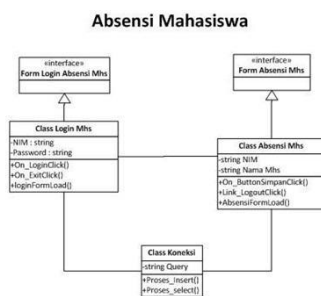 Absensi Mahasiswa
«interface»
Form Login Absensi Mhs
«interface»
Form Absensi Mhs
Class Login Mhs
-NIM : string
-Password : string
+On_LoginClick()
+On_ExitClick()
+loginFormLoad()
Class Absensi Mhs
-string NIM
-string Nama Mhs
+On_ButtonSimpanClick()
+Link_LogoutClick()
+AbsensiFormLoad()
Class Koneksi
-string Query
+Proses_Insert()
+Proses_select()